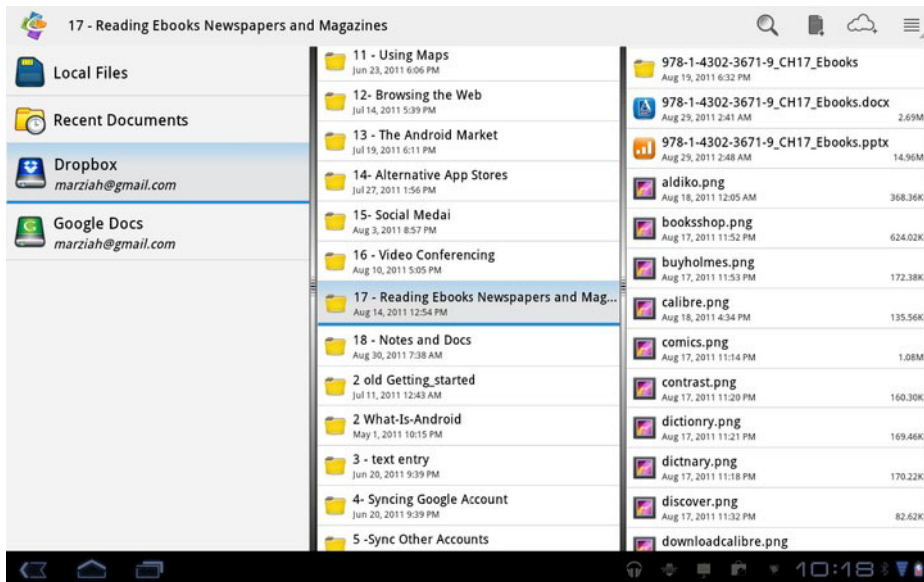 17 - Reading Ebooks Newspapers and Magazines
Local Files
Recent Documents
Dropbox
marziah@gmail.com
Google Docs
marziah@gmail.com
11 - Using Maps
Jun 23, 2011 6:06 PM
12- Browsing the Web
Jul 14, 2011 5:39 PM
13 - The Android Market
Jul 19, 2011 6:11 PM
14- Alternative App Stores
Jul 27, 2011 1:56 PM
15- Social Medai
Aug 3, 2011 8:57 PM
16 - Video Conferencing
Aug 10, 2011 5:05 PM
17 - Reading Ebooks Newspapers and Mag...
Aug 14, 2011 12:54 PM
18 - Notes and Docs
Aug 30, 2011 7:38 AM
2 old Getting_started
Jul 11, 2011 12:43 AM
2 What-Is-Android
May 1, 2011 10:15 PM
3 - text entry
Jun 20, 2011 9:39 PM
4- Syncing Google Account
Jun 20, 2011 9:39 PM
5 -Sync Other Accounts
978-1-4302-3671-9_CH17_Ebooks
Aug 19, 2011 6:32 PM
978-1-4302-3671-9_CH17_Ebooks.docx
Aug 29, 2011 2:41 AM 2.69M
978-1-4302-3671-9_CH17_Ebooks.pptx
Aug 29, 2011 2:48 AM 14.96M
aldiko.png
Aug 18, 2011 12:05 AM 368.36K
booksshop.png
Aug 17, 2011 11:52 PM 624.02K
buyholmes.png
Aug 17, 2011 11:53 PM 172.38K
calibre.png
Aug 18, 2011 4:34 PM 135.56K
comics.png
Aug 17, 2011 11:14 PM 1.08M
contrast.png
Aug 17, 2011 11:20 PM 160.30K
dictionry.png
Aug 17, 2011 11:21 PM 169.46K
dictnary.png
Aug 17, 2011 11:18 PM 170.22K
discover.png
Aug 17, 2011 11:32 PM 82.62K
downloadcalibre.png
10:18